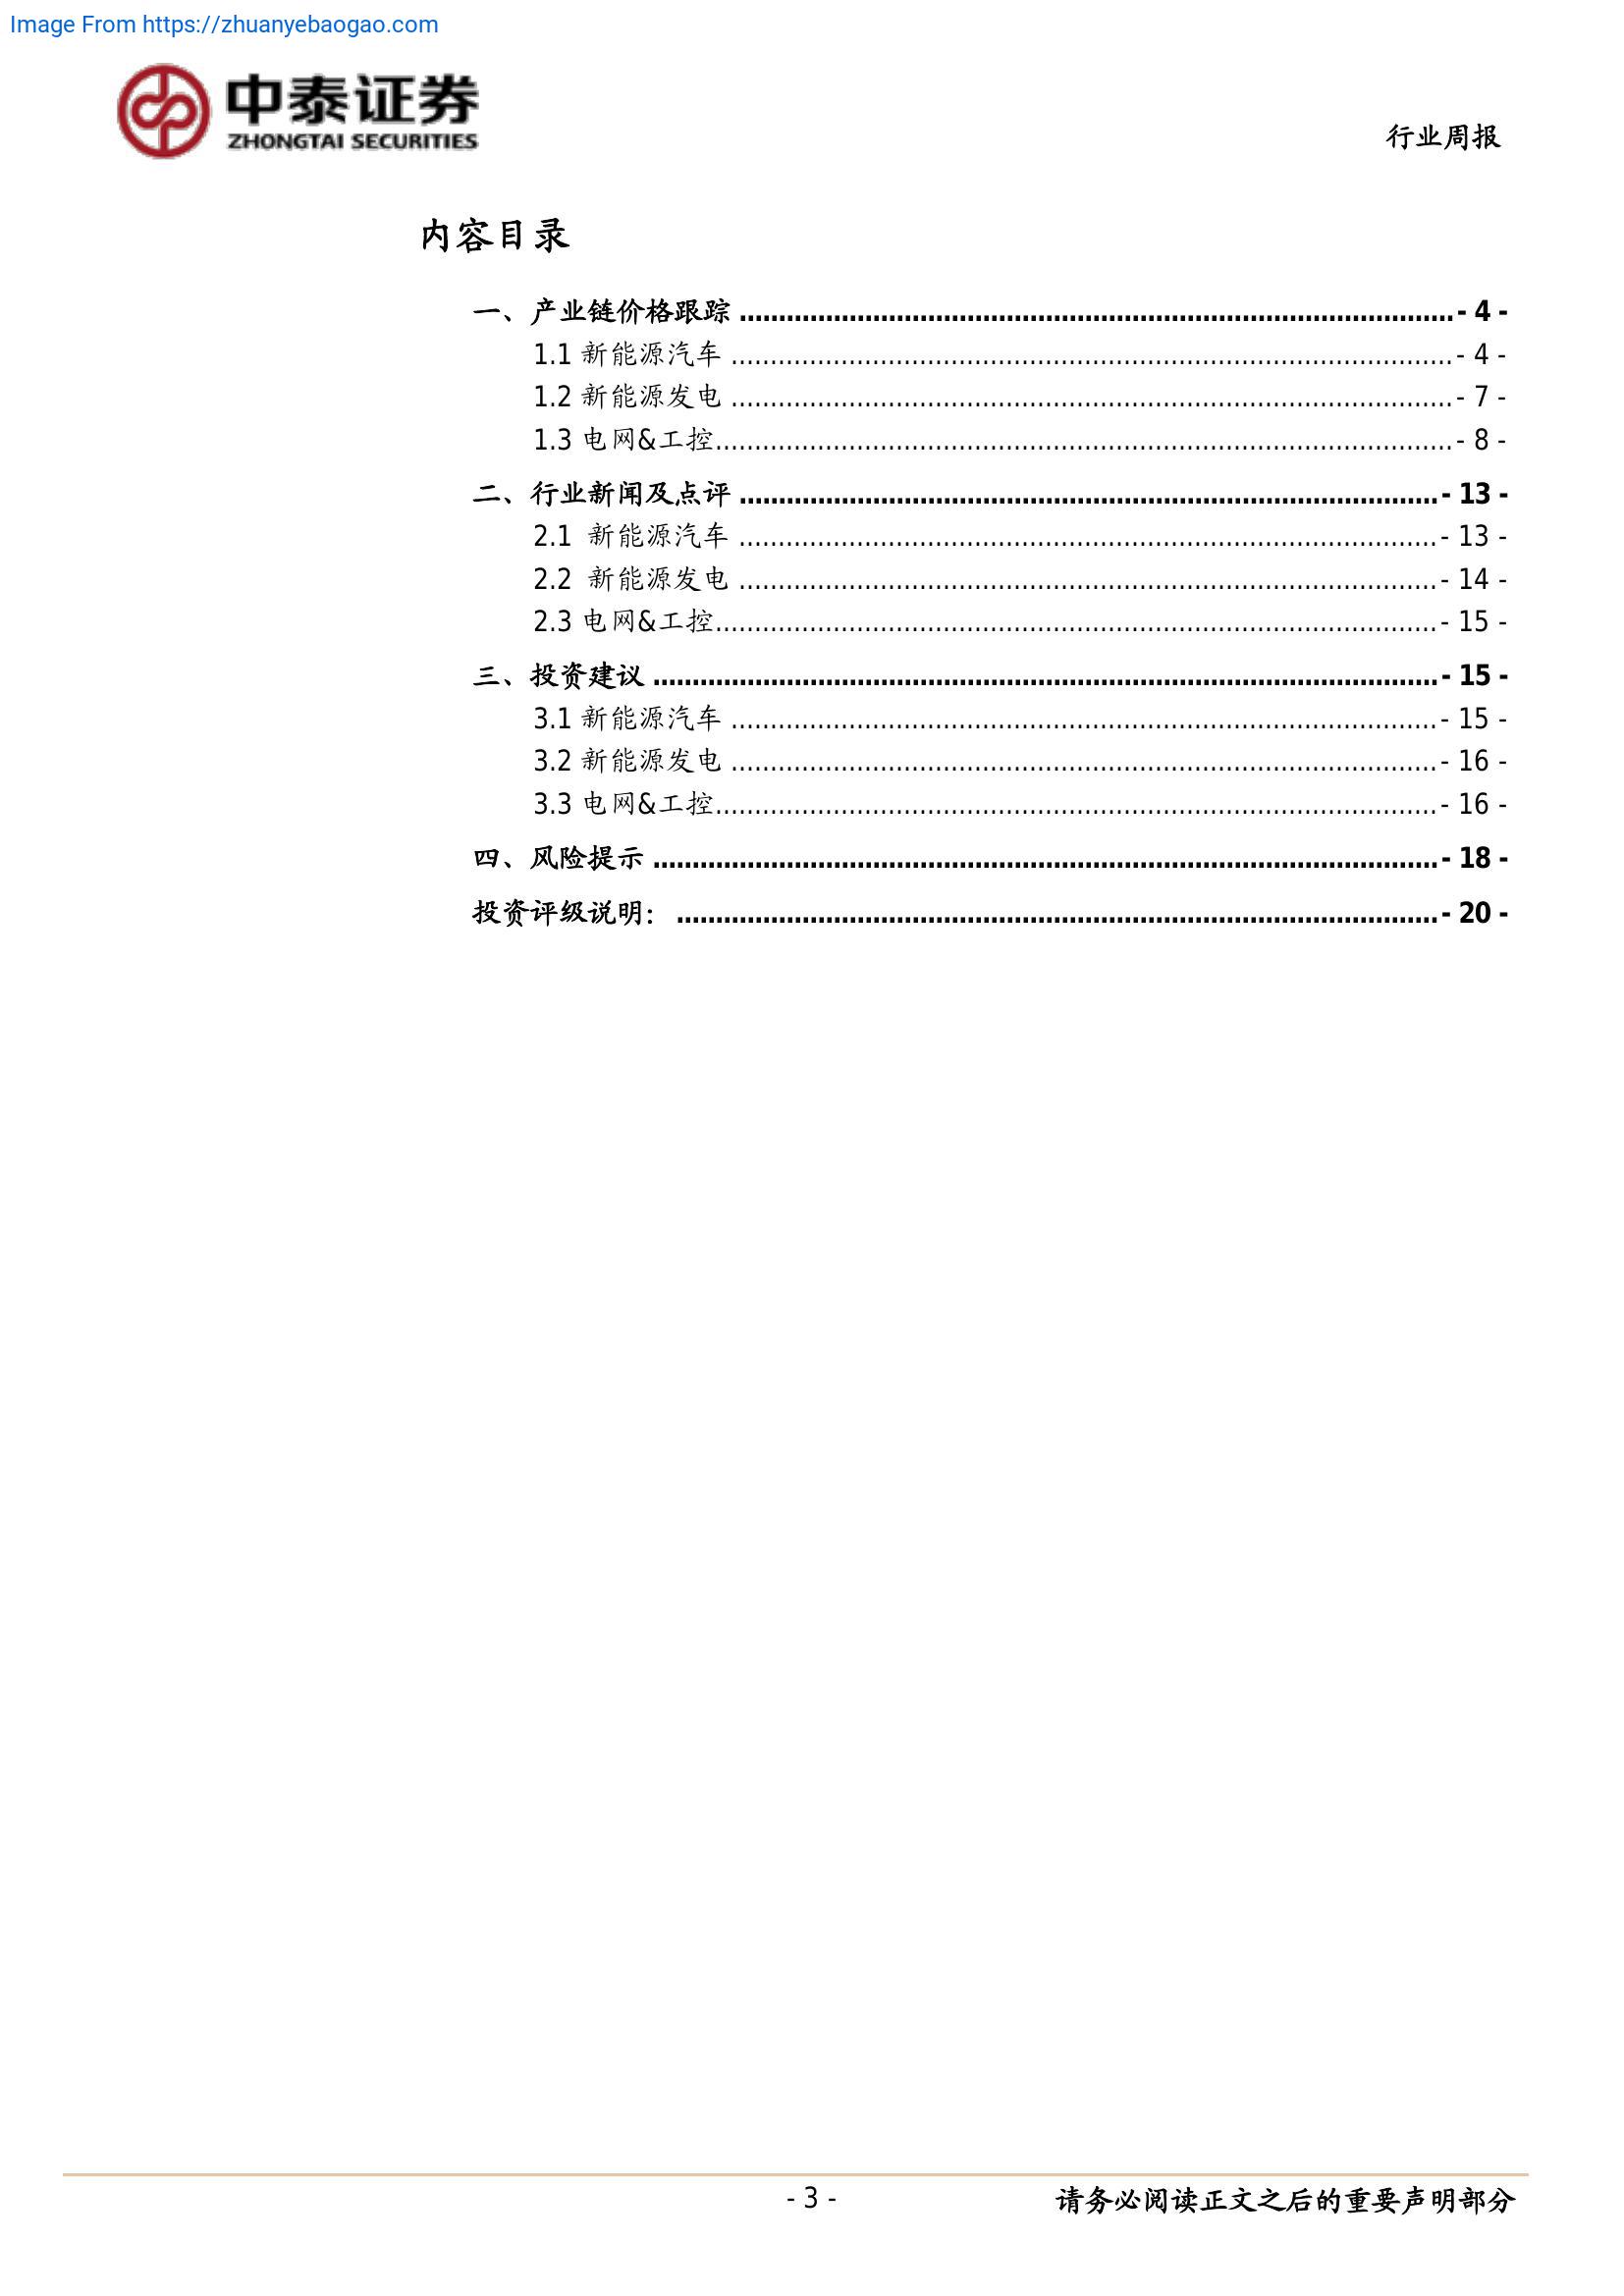 Image From https://zhuanyebaogao.com
中泰证券
ZHONGTAI SECURITIES
行业周报
内容目录
一、产业链价格跟踪 ........................................................................................... - 4 -
1.1 新能源汽车 ........................................................................................... - 4 -
1.2 新能源发电 ........................................................................................... - 7 -
1.3 电网&工控............................................................................................. - 8 -
二、行业新闻及点评 ......................................................................................... - 13 -
2.1 新能源汽车 ......................................................................................... - 13 -
2.2 新能源发电 ......................................................................................... - 14 -
2.3 电网&工控........................................................................................... - 15 -
三、投资建议 .................................................................................................... - 15 -
3.1 新能源汽车 .......................................................................................... - 15 -
3.2 新能源发电 .......................................................................................... - 16 -
3.3 电网&工控........................................................................................... - 16 -
四、风险提示 .................................................................................................... - 18 -
投资评级说明： ................................................................................................. - 20 -
- 3 -
请务必阅读正文之后的重要声明部分